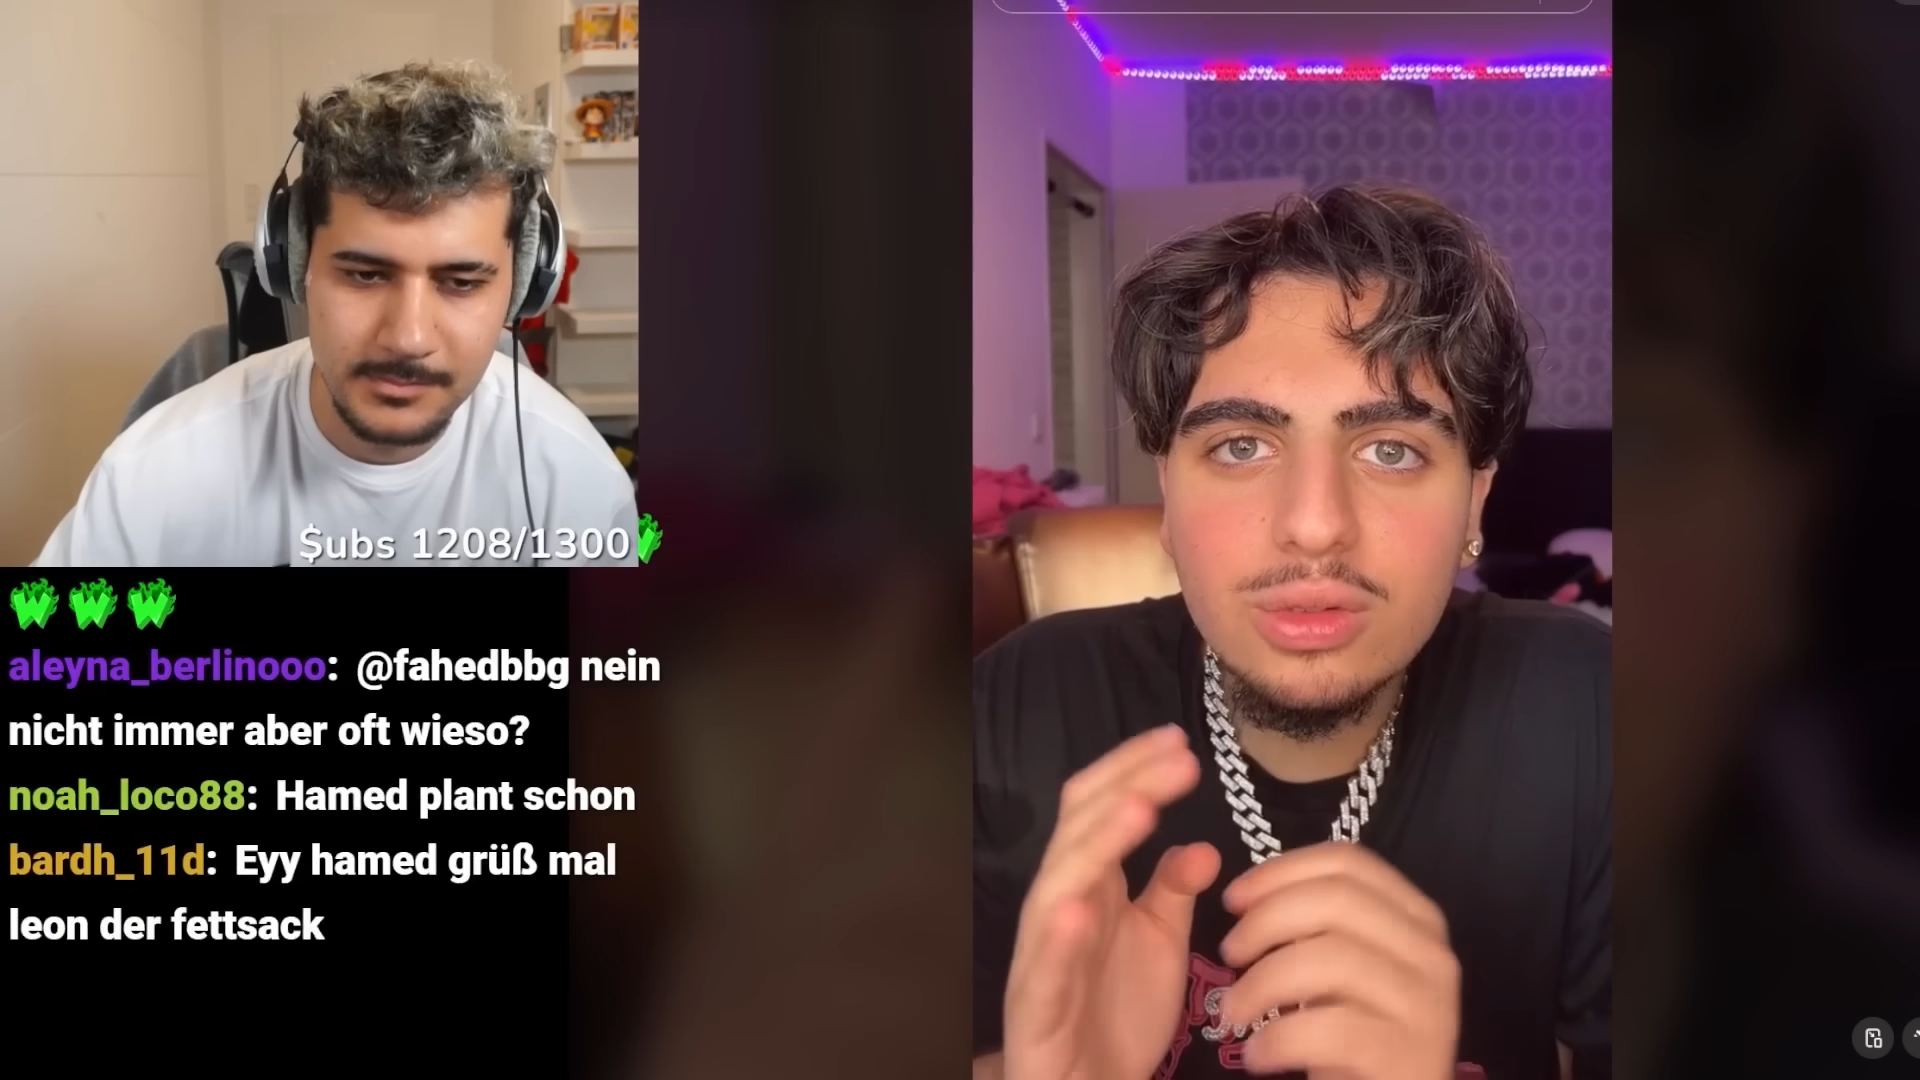 $ubs 1208/1300
W W W
aleyna_berlinooo: @fahedbbg nein
nicht immer aber oft wieso?
noah_loco88: Hamed plant schon
bardh_11d: Eyy hamed grüß mal
leon der fettsack